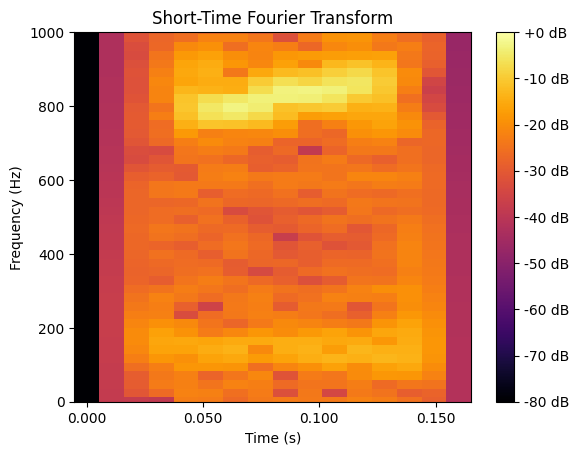 Short-Time Fourier Transform
Frequency (Hz)
1000
800
600
400
200
0
0.000
0.050
0.100
0.150
Time (s)
+0 dB
-10 dB
-20 dB
-30 dB
-40 dB
-50 dB
-60 dB
-70 dB
-80 dB